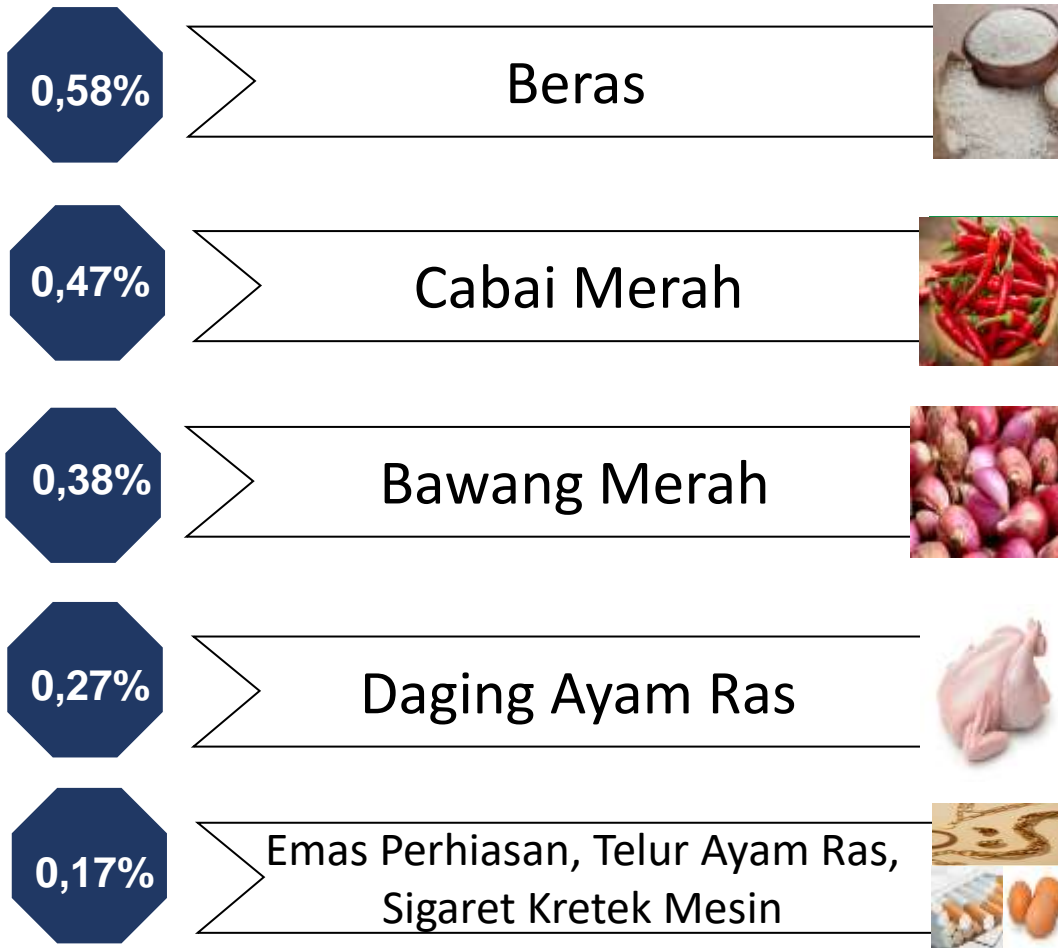 0,58%
Beras
0,47%
Cabai Merah
0,38%
Bawang Merah
0,27%
Daging Ayam Ras
0,17%
Emas Perhiasan, Telur Ayam Ras,
Sigaret Kretek Mesin